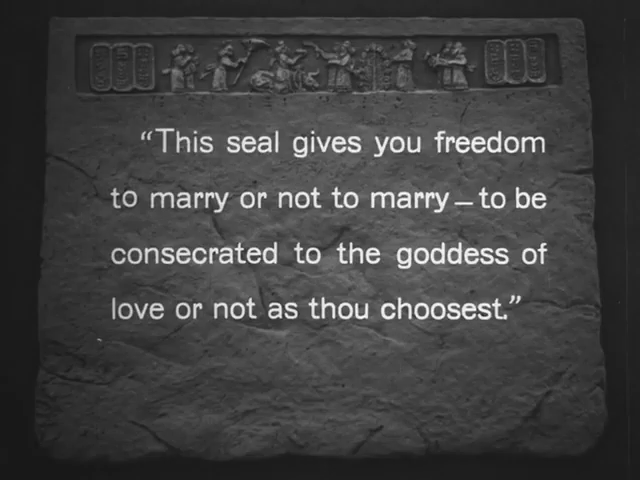 “This seal gives you freedom
to marry or not to marry — to be
consecrated to the goddess of
love or not as thou choosest.”